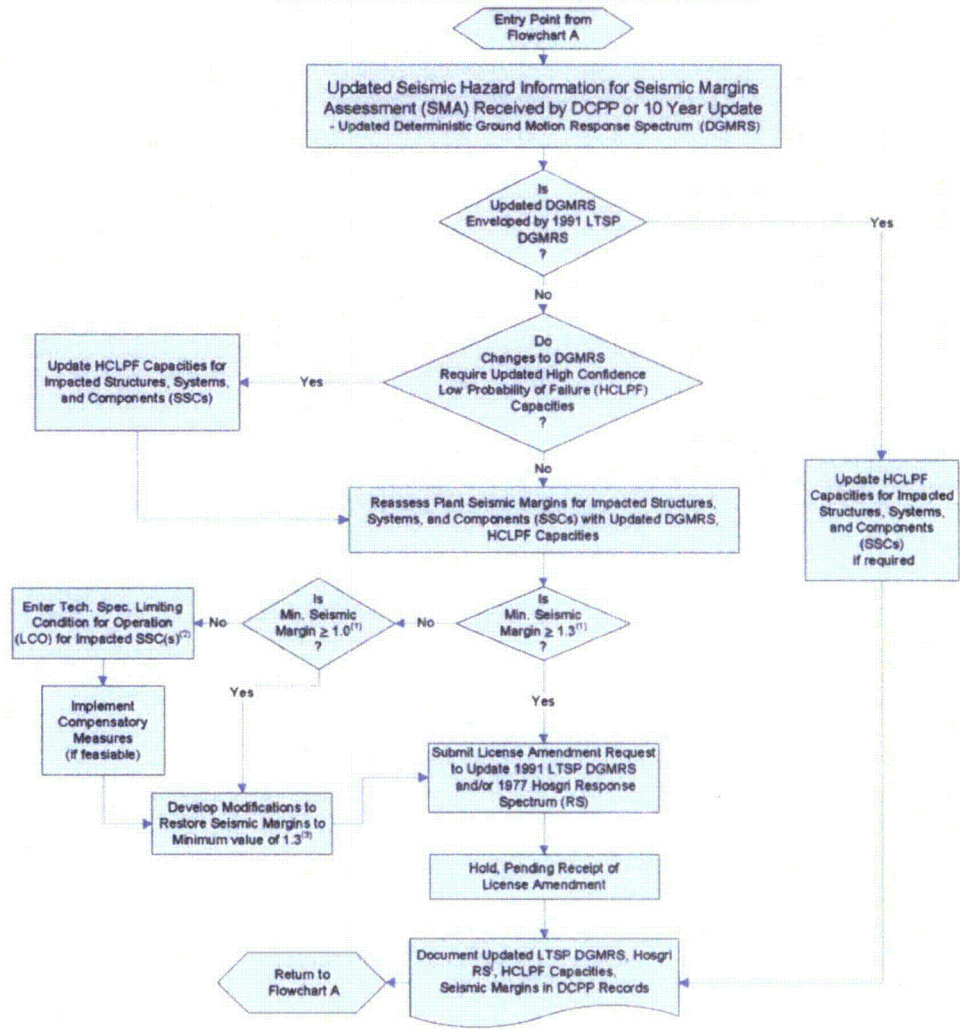 Entry Point from
Flowchart A
Updated Seismic Hazard Information for Seismic Margins
Assessment (SMA) Received by DCPP or 10 Year Update
- Updated Deterministic Ground Motion Response Spectrum (DGMRS)
Is
Updated DGMRS
Enveloped by 1991 LTSP
DGMRS
?
Yes
No
Do
Changes to DGMRS
Require Updated High Confidence
Low Probability of Failure (HCLPF)
Capacities
?
Yes
Update HCLPF Capacities for
Impacted Structures, Systems,
and Components (SSCs)
No
Update HCLPF
Capacities for Impacted
Structures, Systems,
and Components
(SSCs)
if required
Reassess Plant Seismic Margins for Impacted Structures,
Systems, and Components (SSCs) with Updated DGMRS,
HCLPF Capacities
Is
Min. Seismic
Margin ≥ 1.3(1)
?
No
Is
Min. Seismic
Margin ≥ 1.0(1)
?
No
Enter Tech. Spec. Limiting
Condition for Operation
(LCO) for Impacted SSC(s)(2)
Yes
Yes
Implement
Compensatory
Measures
(if feasiable)
Develop Modifications to
Restore Seismic Margins to
Minimum value of 1.3(3)
Submit License Amendment Request
to Update 1991 LTSP DGMRS
and/or 1977 Hosgri Response
Spectrum (RS)
Hold, Pending Receipt of
License Amendment
Document Updated LTSP DGMRS, Hosgri
RS, HCLPF Capacities,
Seismic Margins in DCPP Records
Return to
Flowchart A